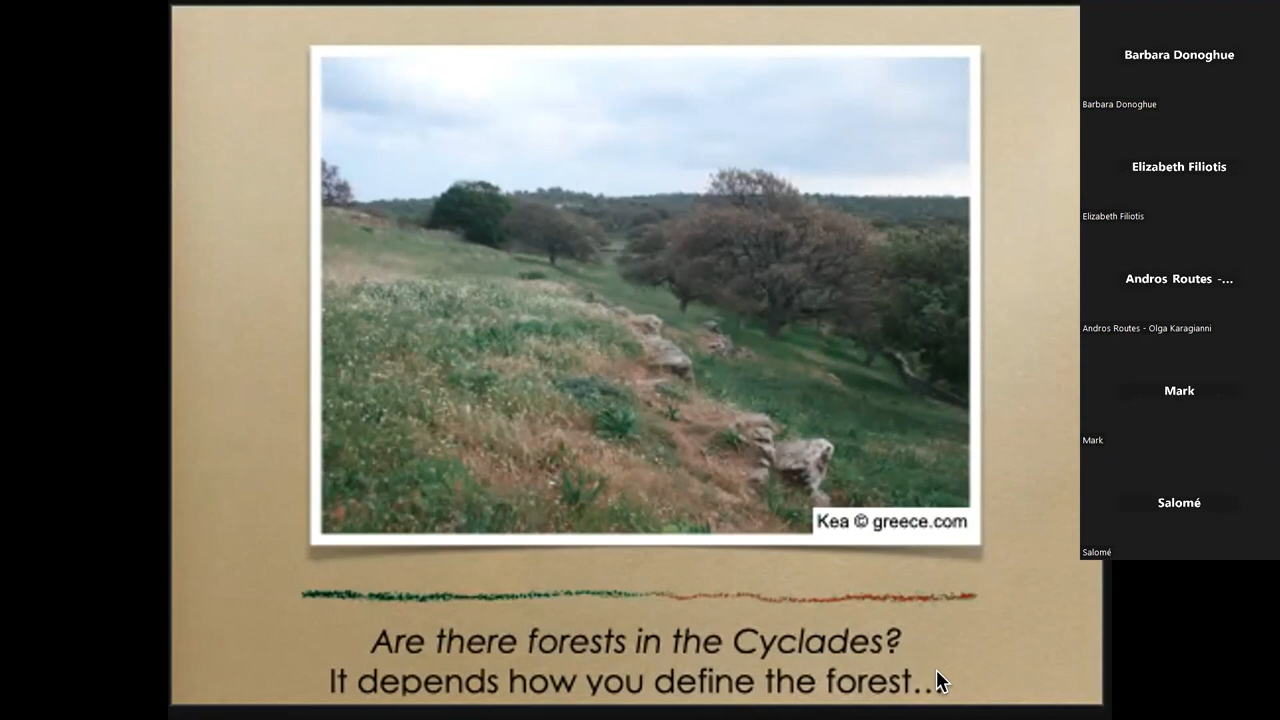 Kea © greece.com
Are there forests in the Cyclades?
It depends how you define the forest...
Barbara Donoghue
Barbara Donoghue
Elizabeth Filiotis
Elizabeth Filiotis
Andros Routes -...
Andros Routes - Olga Karagianni
Mark
Mark
Salomé
Salomé